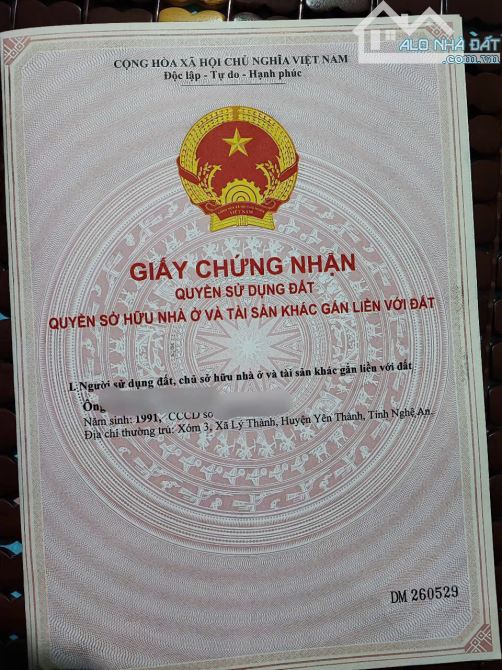 ALO NHÀ ĐẤT
.com.vn
CỘNG HÒA XÃ HỘI CHỦ NGHĨA VIỆT NAM
Độc lập - Tự do - Hạnh phúc
VIỆT NAM
GIẤY CHỨNG NHẬN
QUYỀN SỬ DỤNG ĐẤT
QUYỀN SỞ HỮU NHÀ Ở VÀ TÀI SẢN KHÁC GẮN LIỀN VỚI ĐẤT
I. Người sử dụng đất, chủ sở hữu nhà ở và tài sản khác gắn liền với đất
Ông
Năm sinh: 1991, CCCD số
Địa chỉ thường trú: Xóm 3, Xã Lý Thành, Huyện Yên Thành, Tỉnh Nghệ An.
DM 260529